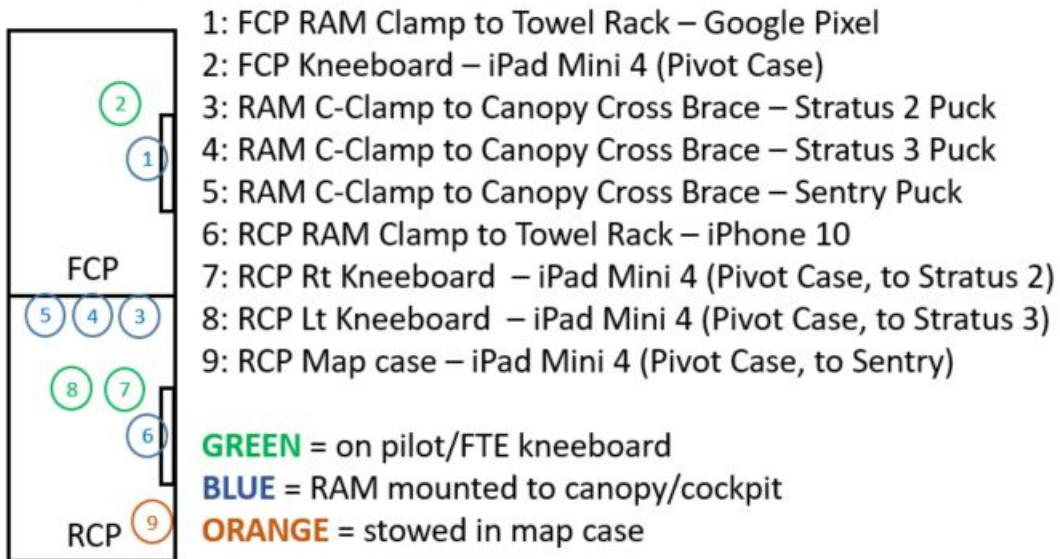 1: FCP RAM Clamp to Towel Rack – Google Pixel
2: FCP Kneeboard – iPad Mini 4 (Pivot Case)
3: RAM C-Clamp to Canopy Cross Brace – Stratus 2 Puck
4: RAM C-Clamp to Canopy Cross Brace – Stratus 3 Puck
5: RAM C-Clamp to Canopy Cross Brace – Sentry Puck
6: RCP RAM Clamp to Towel Rack – iPhone 10
7: RCP Rt Kneeboard – iPad Mini 4 (Pivot Case, to Stratus 2)
8: RCP Lt Kneeboard – iPad Mini 4 (Pivot Case, to Stratus 3)
9: RCP Map case – iPad Mini 4 (Pivot Case, to Sentry)
GREEN = on pilot/FTE kneeboard
BLUE = RAM mounted to canopy/cockpit
ORANGE = stowed in map case
2
1
FCP
5 4 3
8 7
6
RCP 9